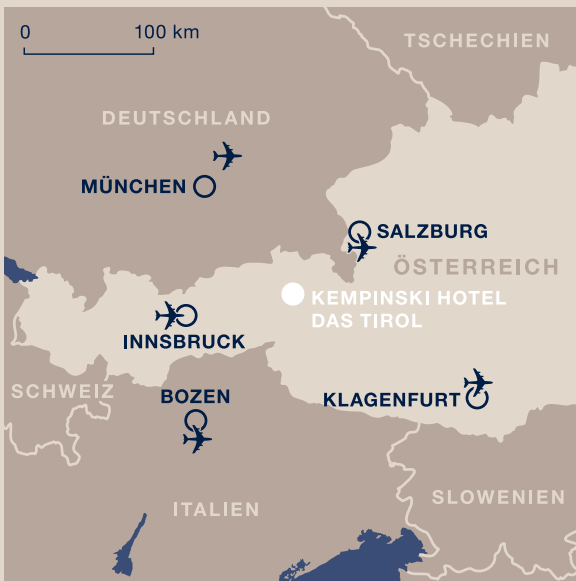 0 100 km
TSCHECHIEN
DEUTSCHLAND
MÜNCHEN
SALZBURG
ÖSTERREICH
KEMPINSKI HOTEL
DAS TIROL
INNSBRUCK
SCHWEIZ
BOZEN
KLAGENFURT
SLOWENIEN
ITALIEN